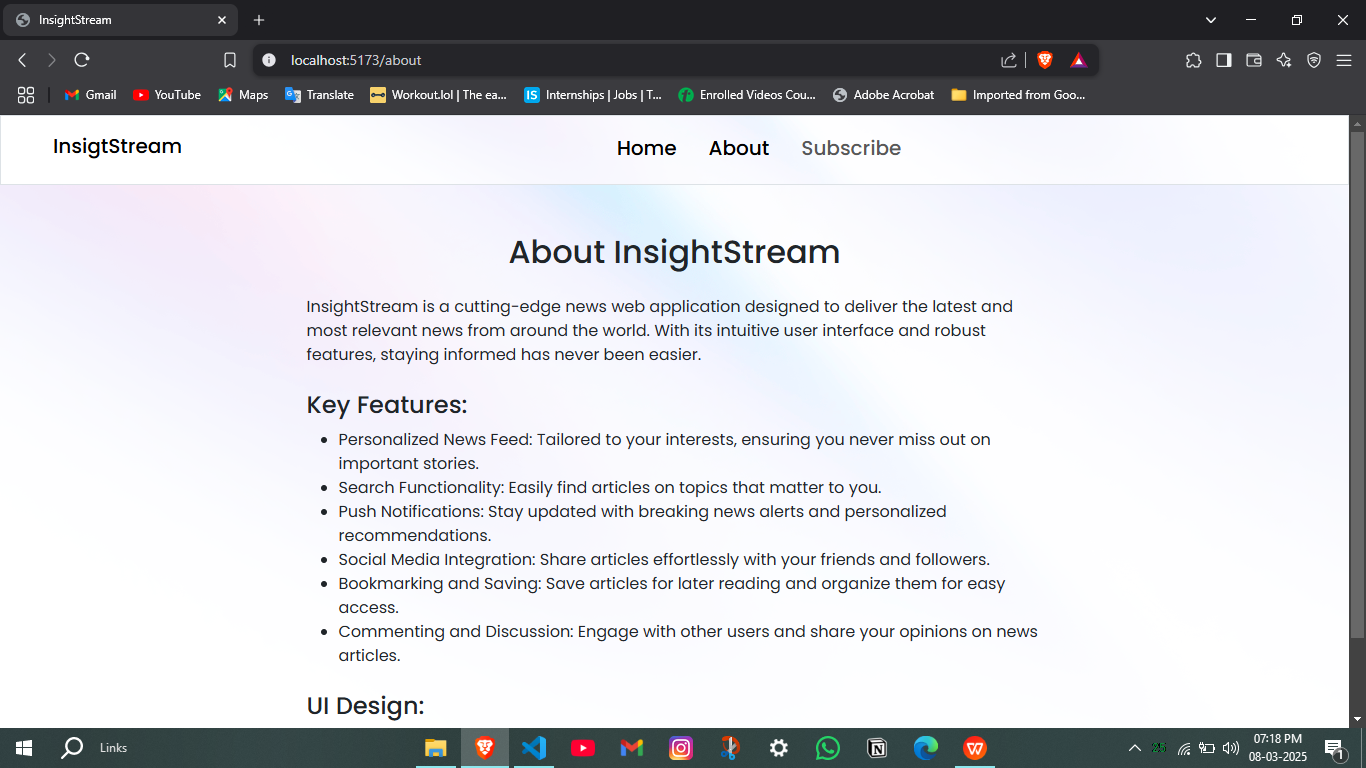 InsightStream
localhost:5173/about
Gmail
YouTube
Maps
Translate
Workout.lol | The ea...
IS
Internships | Jobs | T...
Enrolled Videos Cou...
Adobe Acrobat
Imported from Goo...
InsigtStream
Home
About
Subscribe
About InsightStream
InsightStream is a cutting-edge news web application designed to deliver the latest and
most relevant news from around the world. With its intuitive user interface and robust
features, staying informed has never been easier.
Key Features:
• Personalized News Feed: Tailored to your interests, ensuring you never miss out on
important stories.
• Search Functionality: Easily find articles on topics that matter to you.
• Push Notifications: Stay updated with breaking news alerts and personalized
recommendations.
• Social Media Integration: Share articles effortlessly with your friends and followers.
• Bookmarking and Saving: Save articles for later reading and organize them for easy
access.
• Commenting and Discussion: Engage with other users and share your opinions on news
articles.
UI Design:
Links
07:18 PM
08-03-2025
1